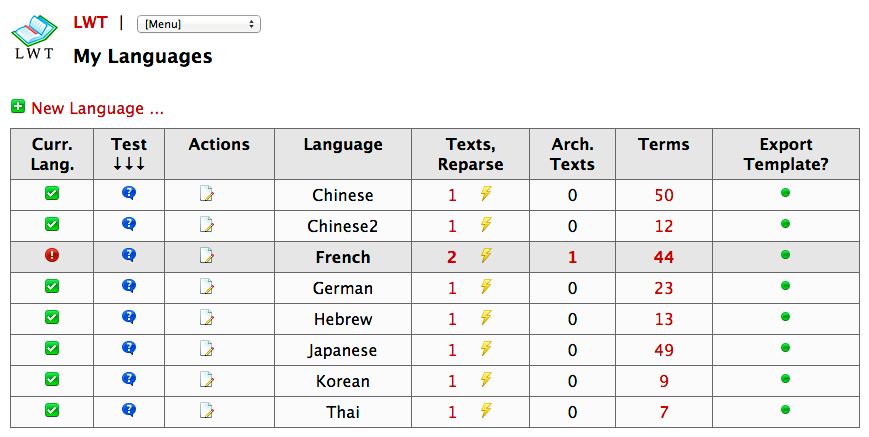 LWT | [Menu]
LWT
My Languages
New Language ...
Curr. Lang. Test ↓↓↓ Actions Language Texts, Reparse Arch. Texts Terms Export Template?
Chinese 1 0 50
Chinese2 1 0 12
French 2 1 44
German 1 0 23
Hebrew 1 0 13
Japanese 1 0 49
Korean 1 0 9
Thai 1 0 7